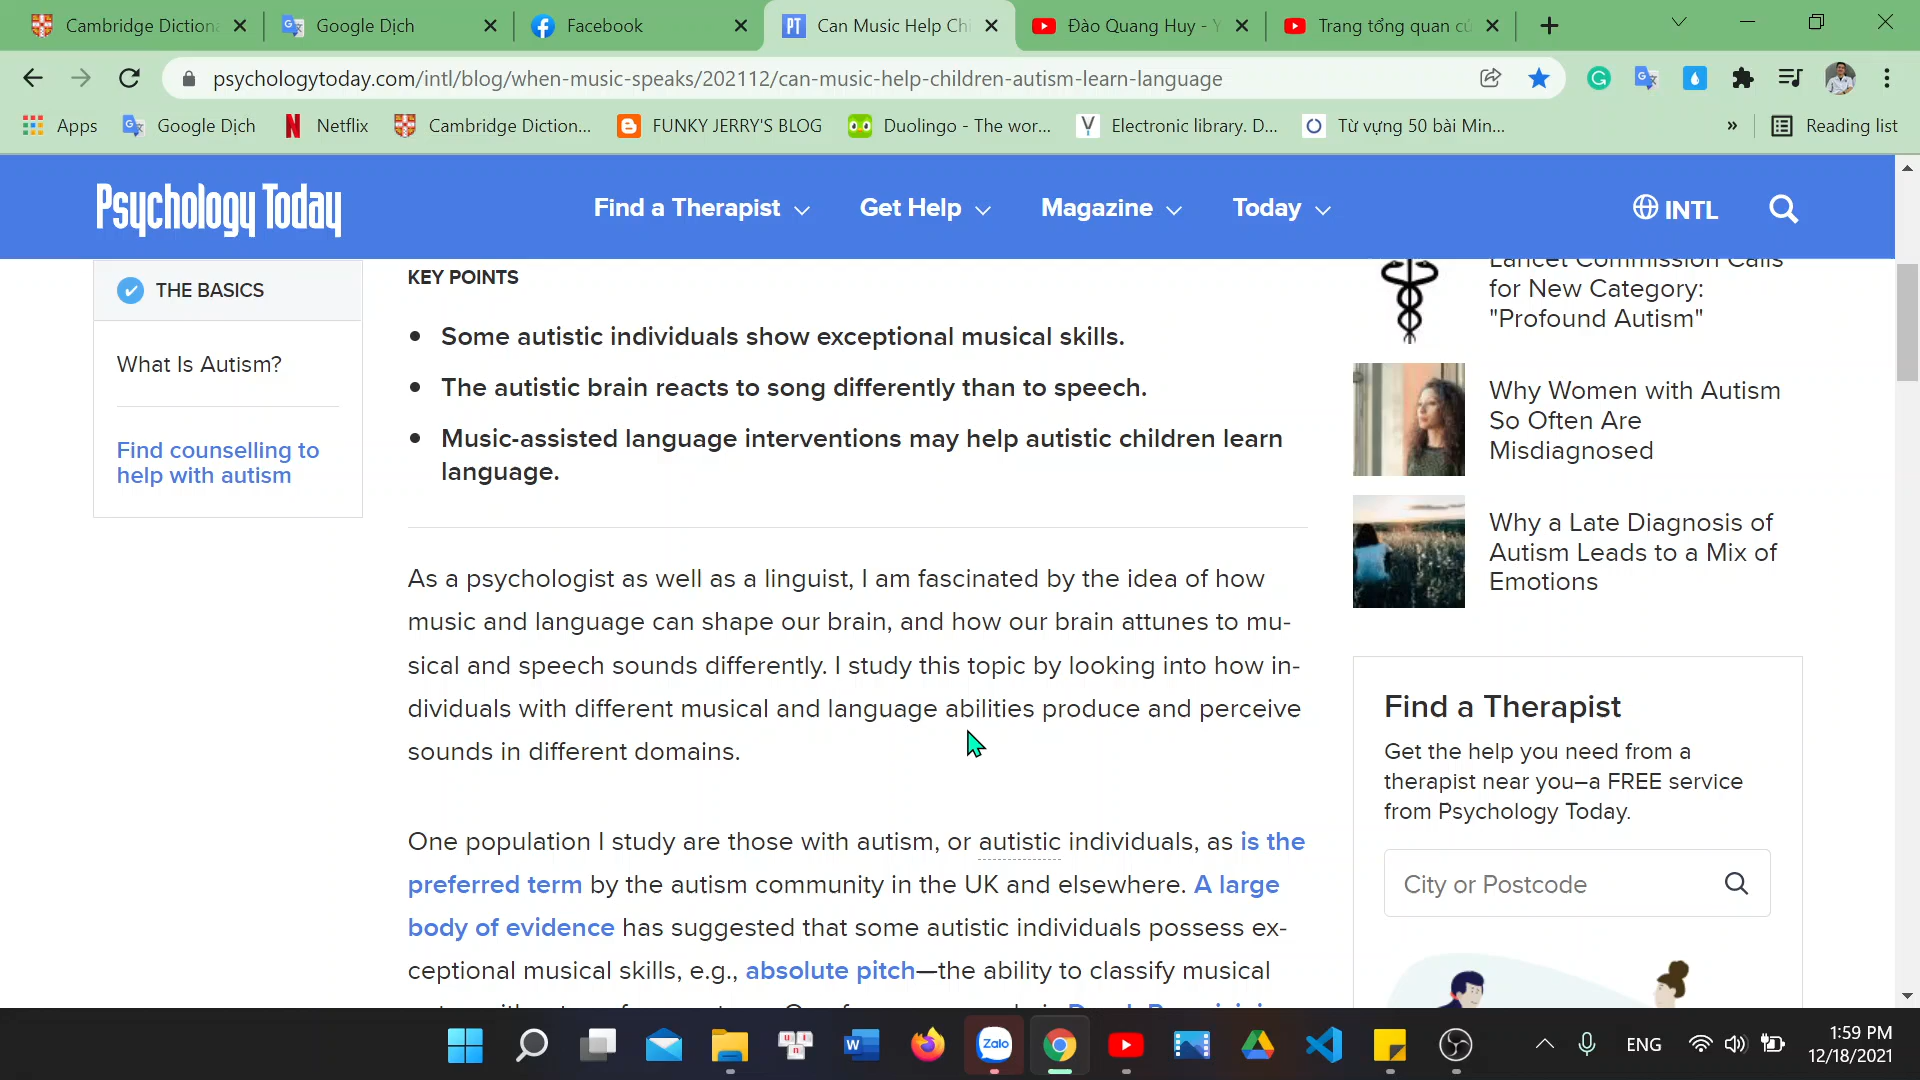 Cambridge Dictiona
Google Dịch
Facebook
Can Music Help Chi
Đào Quang Huy - Y
Trang tổng quan củ
psychologytoday.com/intl/blog/when-music-speaks/202112/can-music-help-children-autism-learn-language
Apps
Google Dịch
Netflix
Cambridge Diction...
FUNKY JERRY'S BLOG
Duolingo - The wor...
Electronic library. D...
Từ vựng 50 bài Min...
»
Reading list
Psychology Today
Find a Therapist
Get Help
Magazine
Today
INTL
THE BASICS
What Is Autism?
Find counselling to
help with autism
KEY POINTS
• Some autistic individuals show exceptional musical skills.
• The autistic brain reacts to song differently than to speech.
• Music-assisted language interventions may help autistic children learn
language.
As a psychologist as well as a linguist, I am fascinated by the idea of how
music and language can shape our brain, and how our brain attunes to mu-
sical and speech sounds differently. I study this topic by looking into how in-
dividuals with different musical and language abilities produce and perceive
sounds in different domains.
One population I study are those with autism, or autistic individuals, as is the
preferred term by the autism community in the UK and elsewhere. A large
body of evidence has suggested that some autistic individuals possess ex-
ceptional musical skills, e.g., absolute pitch—the ability to classify musical
Lancet Commission Calls
for New Category:
"Profound Autism"
Why Women with Autism
So Often Are
Misdiagnosed
Why a Late Diagnosis of
Autism Leads to a Mix of
Emotions
Find a Therapist
Get the help you need from a
therapist near you–a FREE service
from Psychology Today.
City or Postcode
Zalo
ENG
1:59 PM
12/18/2021